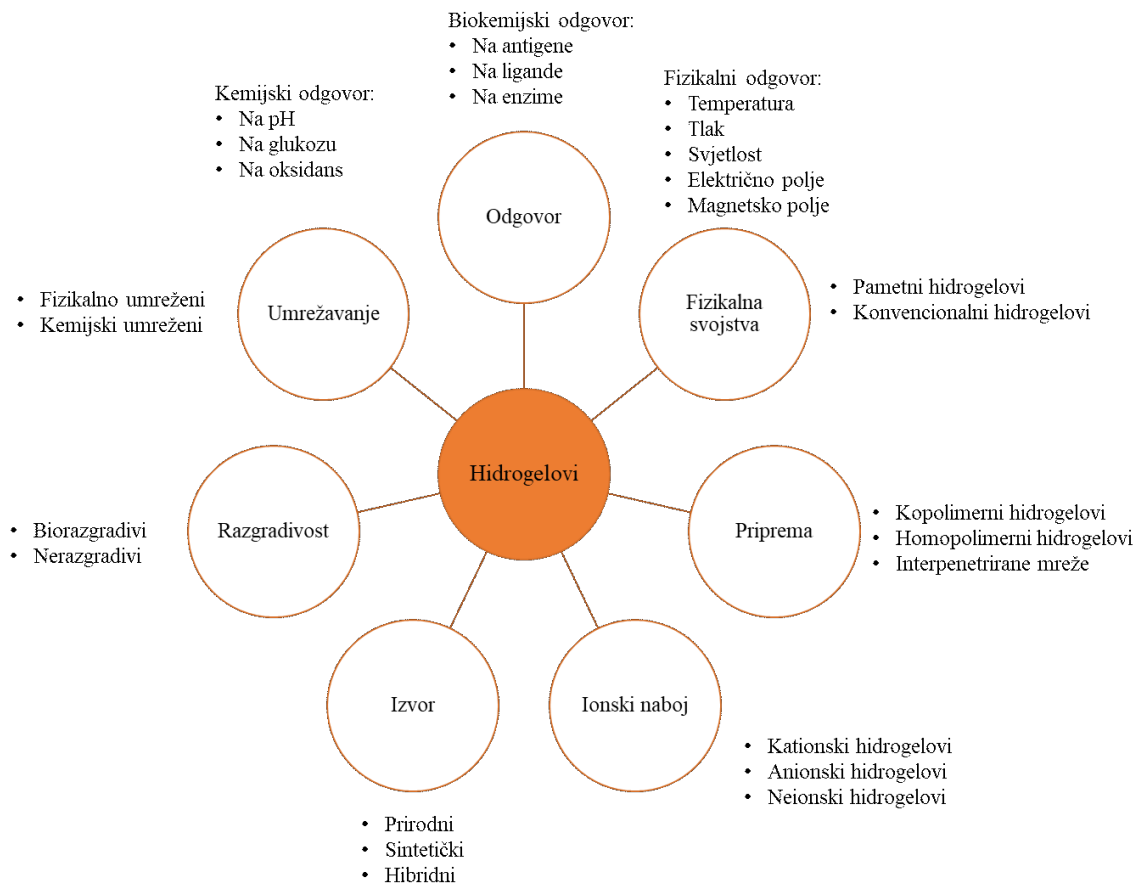 Biokemijski odgovor:
• Na antigene
• Na ligande
• Na enzime
Kemijski odgovor:
• Na pH
• Na glukozu
• Na oksidans
Fizikalni odgovor:
• Temperatura
• Tlak
• Svjetlost
• Električno polje
• Magnetsko polje
Odgovor
Umrežavanje
• Fizikalno umreženi
• Kemijski umreženi
Fizikalna
svojstva
• Pametni hidrogelovi
• Konvencionalni hidrogelovi
Hidrogelovi
Razgradivost
• Biorazgradivi
• Nerazgradivi
Priprema
• Kopolimerni hidrogelovi
• Homopolimerni hidrogelovi
• Interpenetrirane mreže
Izvor
• Prirodni
• Sintetički
• Hibridni
Ionski naboj
• Kationski hidrogelovi
• Anionski hidrogelovi
• Neionski hidrogelovi